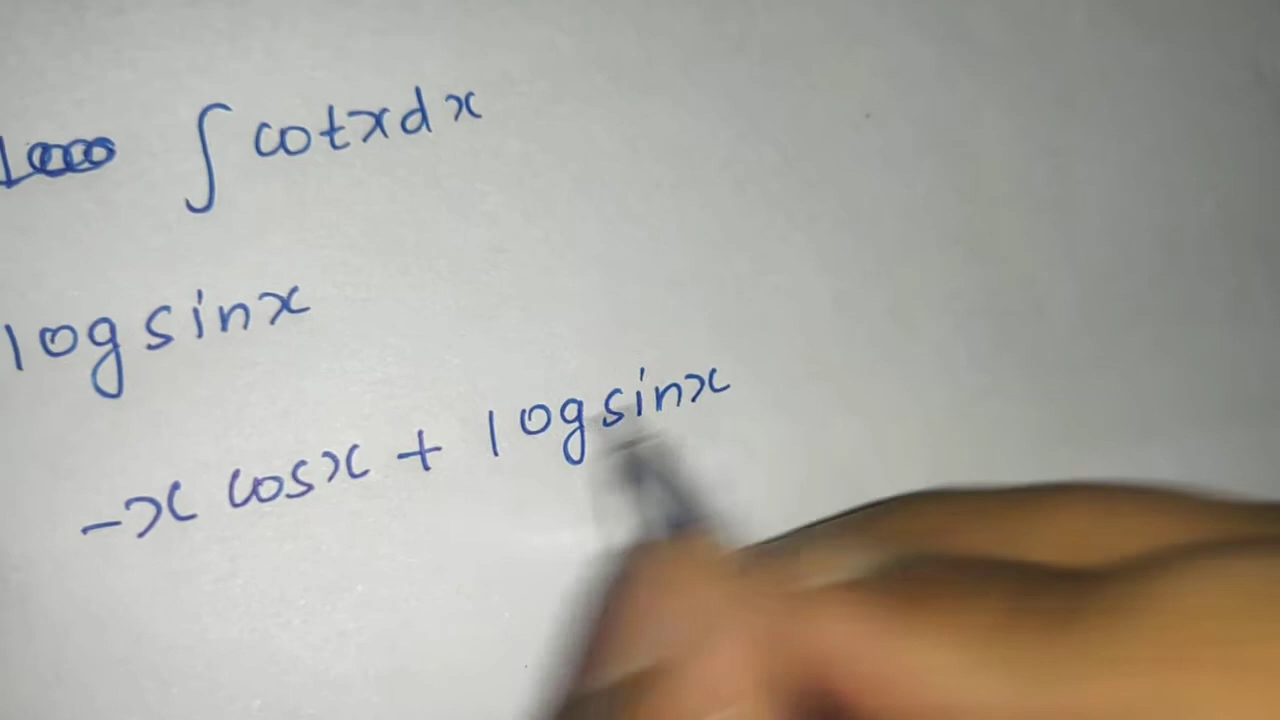 ∫ cotx dx
log sinx
-x cosx + log sinx